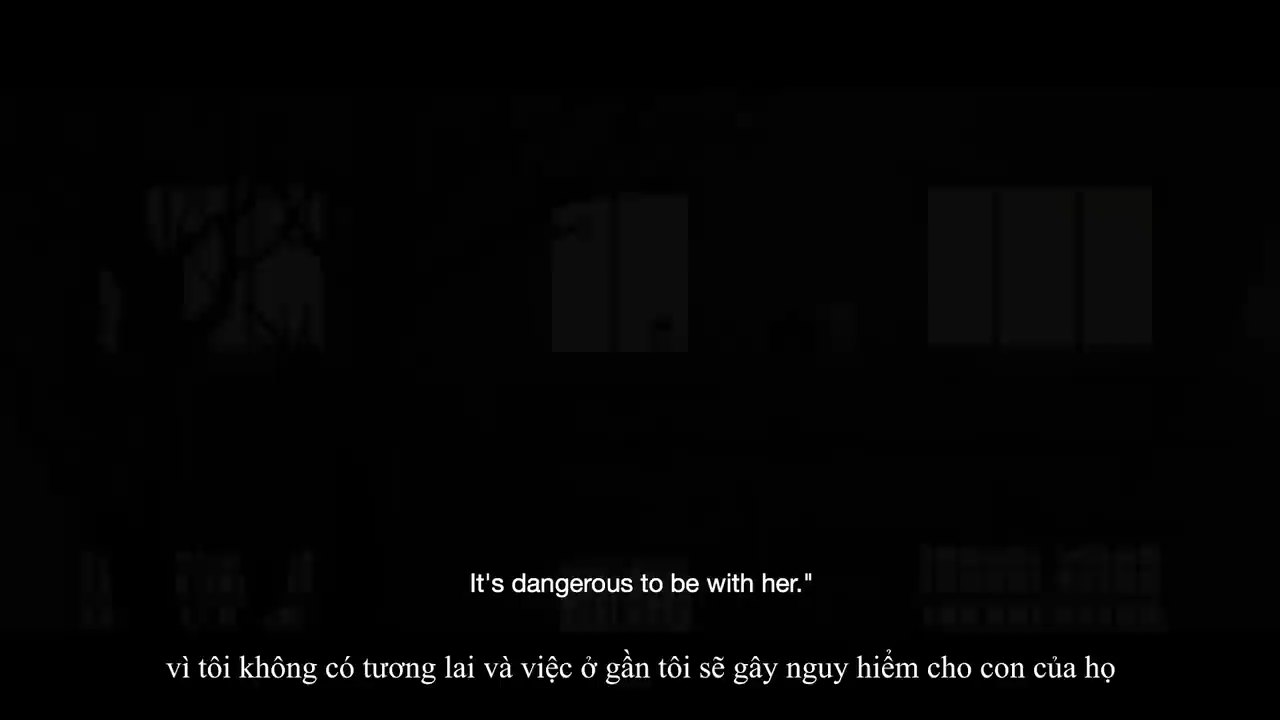 It's dangerous to be with her."
vì tôi không có tương lai và việc ở gần tôi sẽ gây nguy hiểm cho con của họ